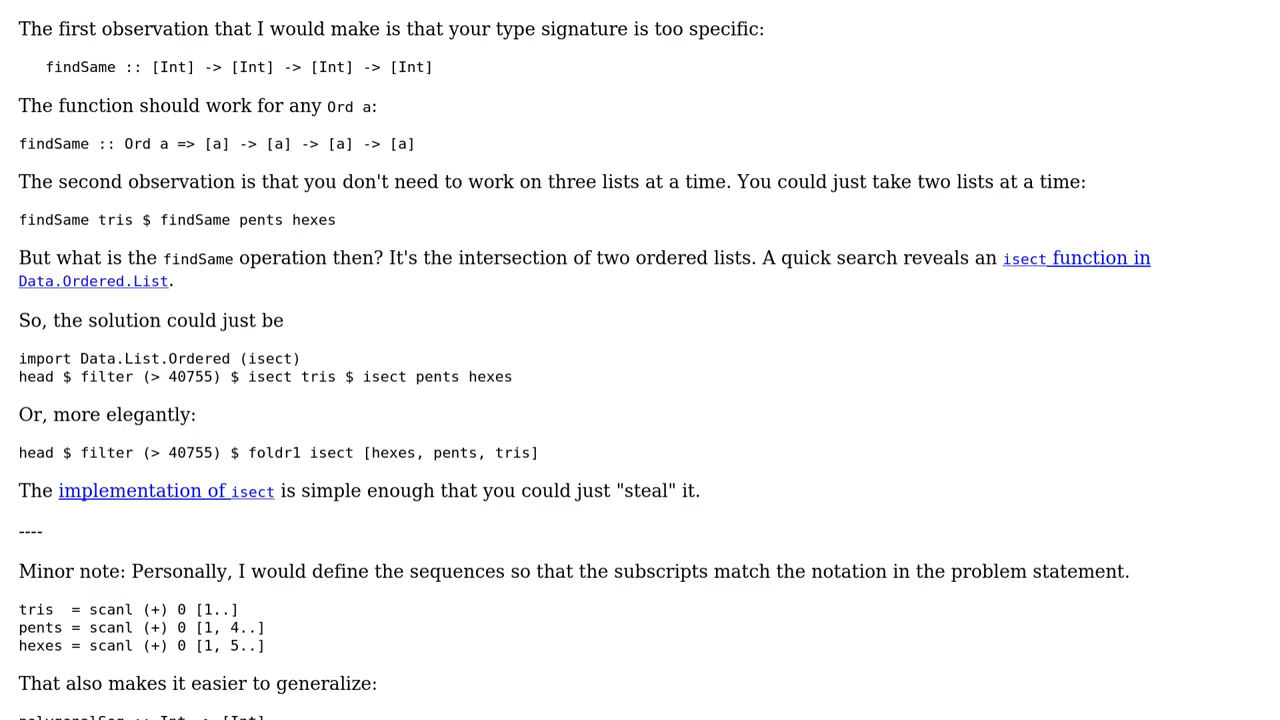 The first observation that I would make is that your type signature is too specific:
findSame :: [Int] -> [Int] -> [Int] -> [Int]
The function should work for any Ord a:
findSame :: Ord a => [a] -> [a] -> [a] -> [a]
The second observation is that you don't need to work on three lists at a time. You could just take two lists at a time:
findSame tris $ findSame pents hexes
But what is the findSame operation then? It's the intersection of two ordered lists. A quick search reveals an isect function in
Data.Ordered.List.
So, the solution could just be
import Data.List.Ordered (isect)
head $ filter (> 40755) $ isect tris $ isect pents hexes
Or, more elegantly:
head $ filter (> 40755) $ foldr1 isect [hexes, pents, tris]
The implementation of isect is simple enough that you could just "steal" it.
----
Minor note: Personally, I would define the sequences so that the subscripts match the notation in the problem statement.
tris  = scanl (+) 0 [1..]
pents = scanl (+) 0 [1, 4..]
hexes = scanl (+) 0 [1, 5..]
That also makes it easier to generalize: